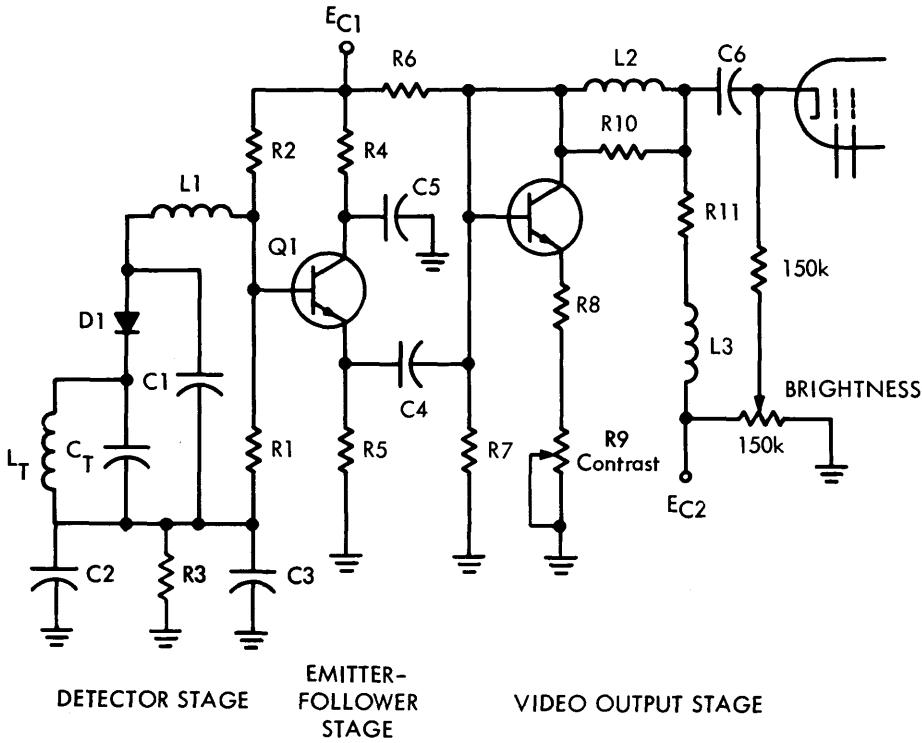 EC1
R6
L2
C6
R2
R4
R10
L1
C5
R11
Q1
150k
D1
R8
L3
C1
BRIGHTNESS
C4
LT
CT
R1
R5
R7
R9
Contrast
150k
EC2
C2
R3
C3
DETECTOR STAGE
EMITTER-
FOLLOWER
STAGE
VIDEO OUTPUT STAGE